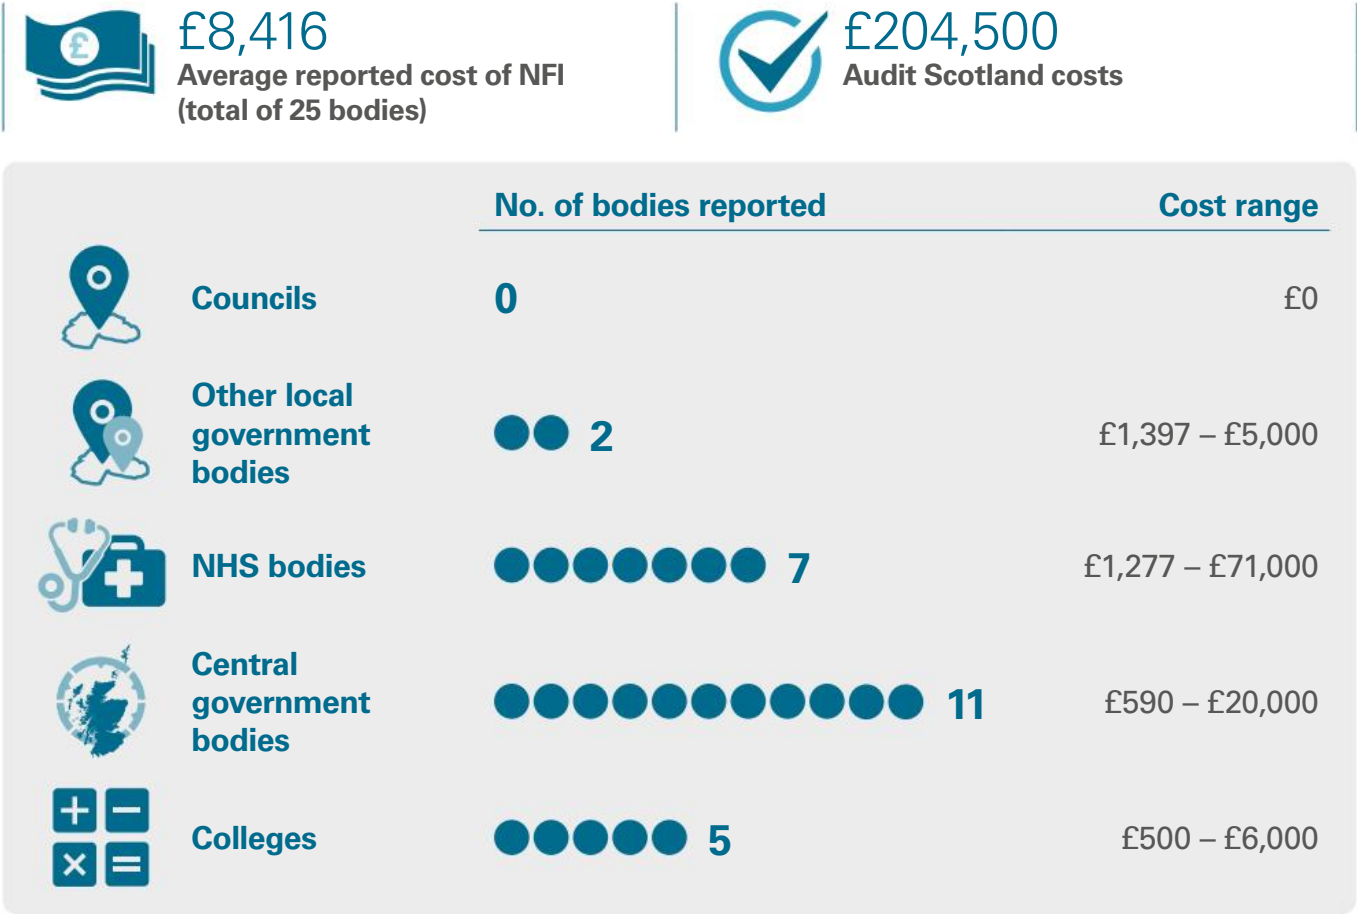 £8,416
Average reported cost of NFI
(total of 25 bodies)
£204,500
Audit Scotland costs
No. of bodies reported Cost range
Councils 0 £0
Other local
government
bodies
2 £1,397 – £5,000
NHS bodies 7 £1,277 – £71,000
Central
government
bodies
11 £590 – £20,000
Colleges 5 £500 – £6,000